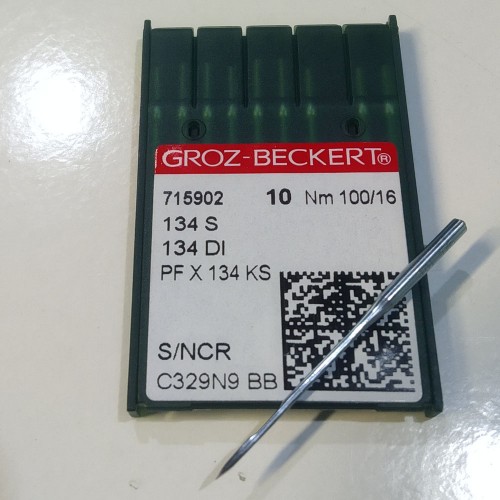 GROZ-BECKERT®
715902 10 Nm 100/16
134 S
134 DI
PF X 134 KS
S/NCR
C329N9 BB